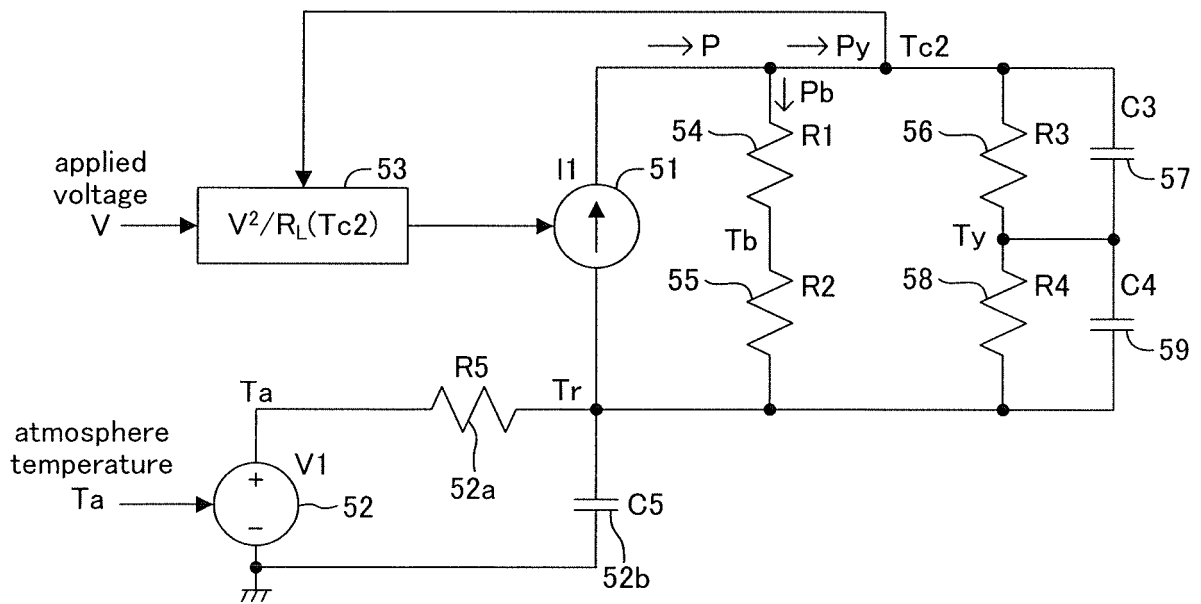 P
Py
Tc2
Pb
54
R1
56
R3
C3
57
applied
voltage
V
53
V²/RL(Tc2)
I1
51
Tb
Ty
55
R2
58
R4
C4
59
R5
Ta
Tr
52a
atmosphere
temperature
Ta
V1
+
−
52
C5
52b